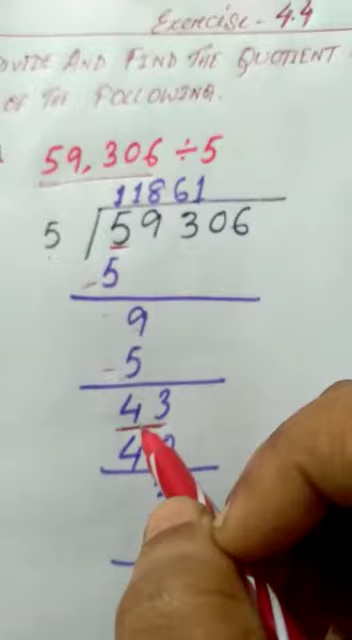 Exercise - 4.4
DIVIDE AND FIND THE QUOTIENT
OF THE FOLLOWING.
59,306 ÷ 5
11861
5 59306
- 5
9
- 5
43